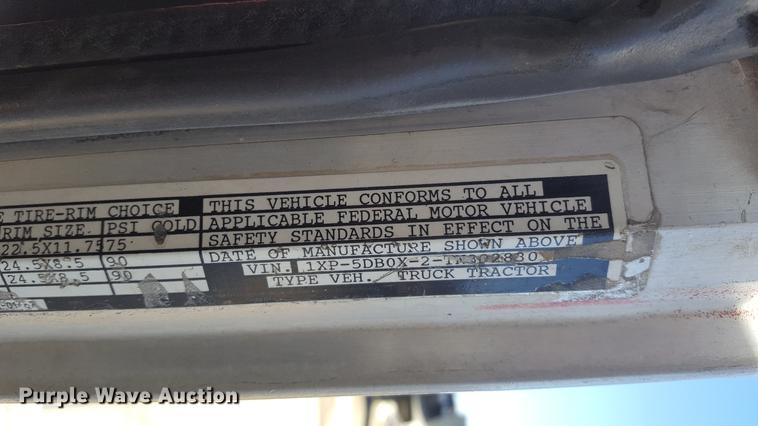 E TIRE-RIM CHOICE
RIM SIZE PSI COLD
22.5X11.75 75
24.5X8.5 90
24.5X8.5 90
THIS VEHICLE CONFORMS TO ALL
APPLICABLE FEDERAL MOTOR VEHICLE
SAFETY STANDARDS IN EFFECT ON THE
DATE OF MANUFACTURE SHOWN ABOVE
VIN. 1XP-5DB0X-2-TN302830
TYPE VEH. TRUCK TRACTOR
Purple Wave Auction